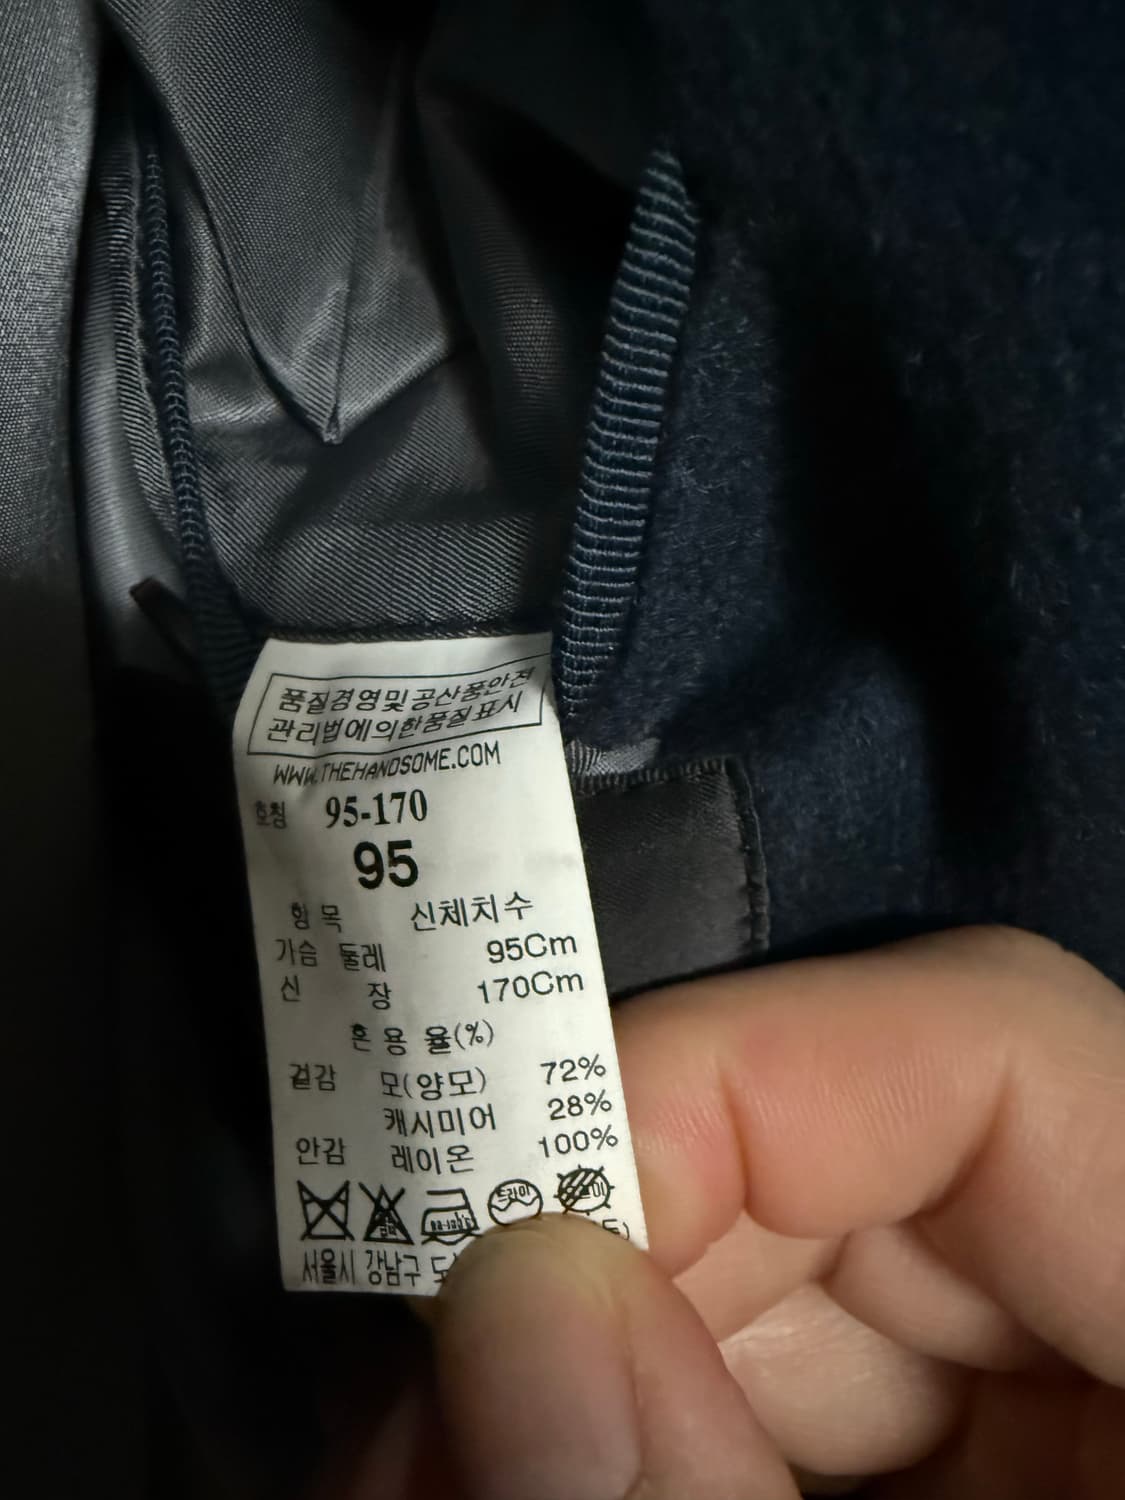 품질경영및공산품안전
관리법에의한품질표시
WWW.THEHANDSOME.COM
호칭 95-170
95
항목 신체치수
가슴 둘레 95Cm
신 장 170Cm
혼용율(%)
겉감 모(양모) 72%
캐시미어 28%
안감 레이온 100%
드라이
서울시 강남구